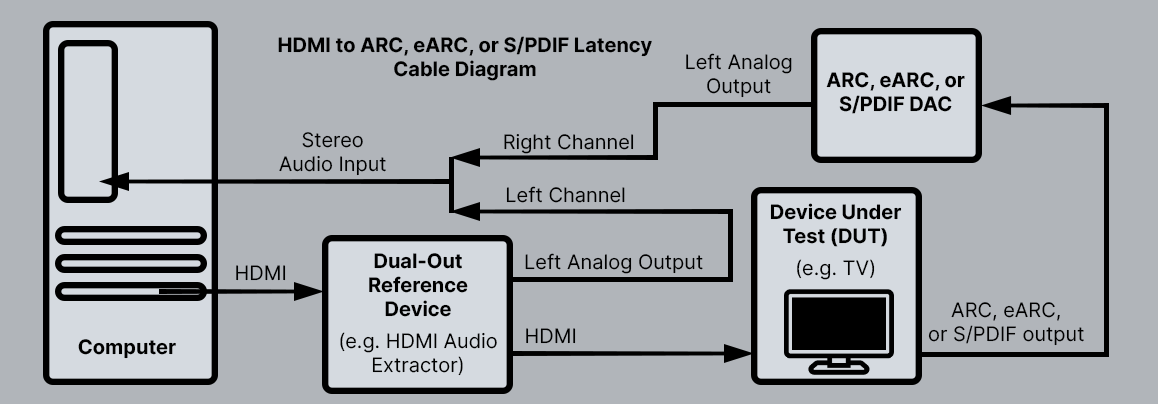 HDMI to ARC, eARC, or S/PDIF Latency
Cable Diagram
Left Analog
Output
ARC, eARC, or
S/PDIF DAC
Stereo
Audio Input
Right Channel
Left Channel
Device Under
Test (DUT)
(e.g. TV)
HDMI
Dual-Out
Reference
Device
(e.g. HDMI Audio
Extractor)
Left Analog Output
HDMI
ARC, eARC,
or S/PDIF output
Computer